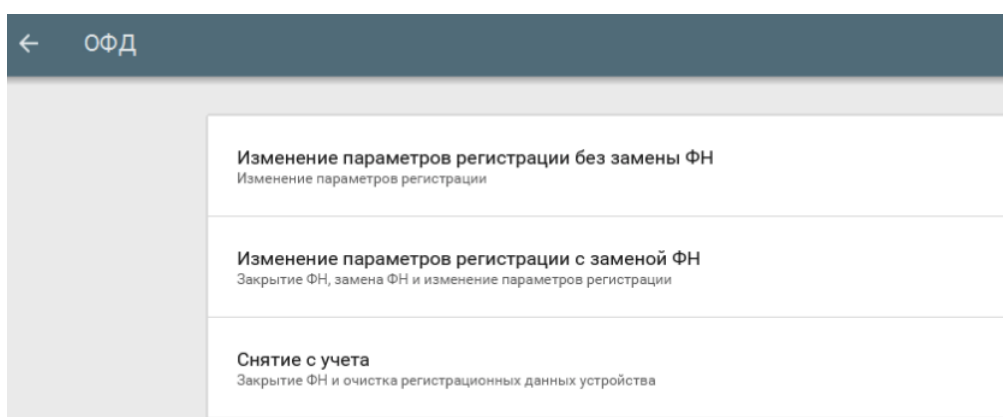 ОФД
Изменение параметров регистрации без замены ФН
Изменение параметров регистрации
Изменение параметров регистрации с заменой ФН
Закрытие ФН, замена ФН и изменение параметров регистрации
Снятие с учета
Закрытие ФН и очистка регистрационных данных устройства